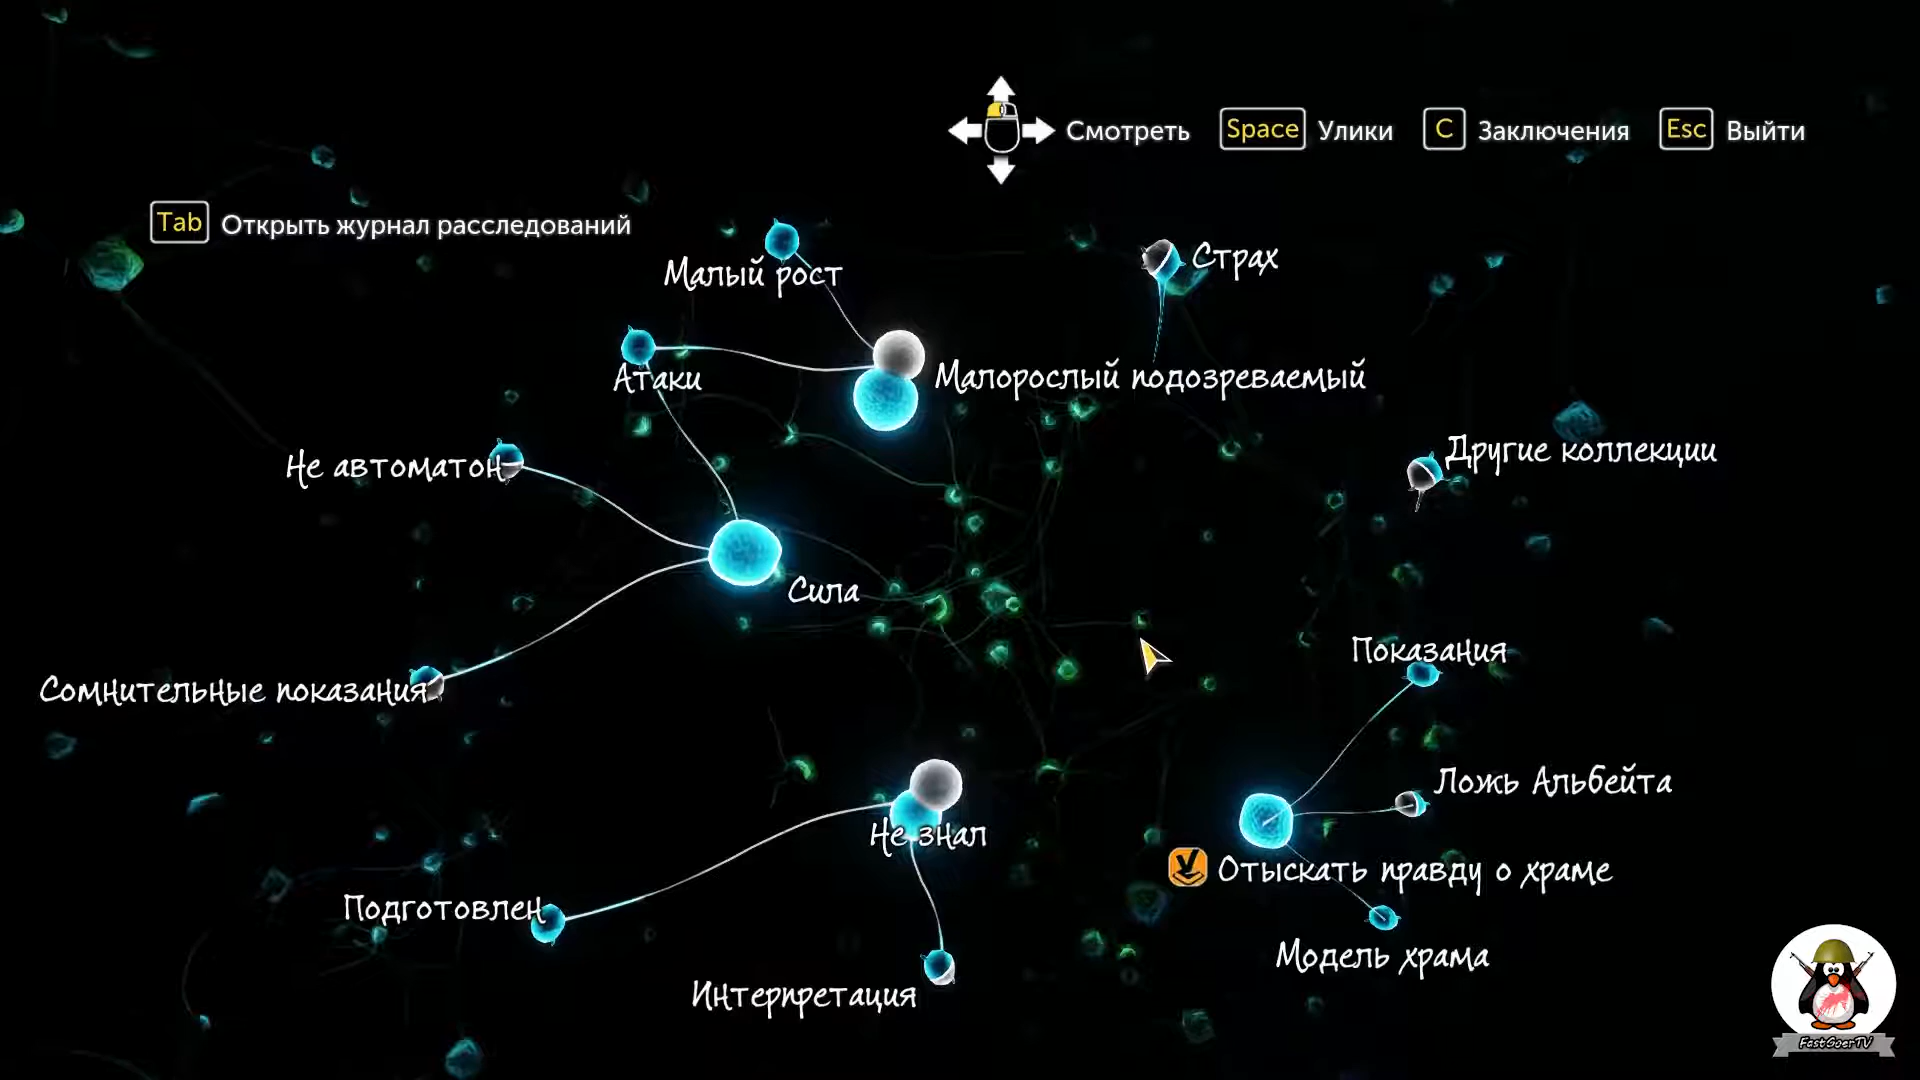 Смотреть
Space Улики
C Заключения
Esc Выйти
Tab Открыть журнал расследований
Малый рост
Страх
Атаки
Малорослый подозреваемый
Не автоматон
Другие коллекции
Сила
Показания
Сомнительные показания
Ложь Альбейта
Не знал
Отыскать правду о храме
Подготовлен
Модель храма
Интерпретация
FastGoerTV